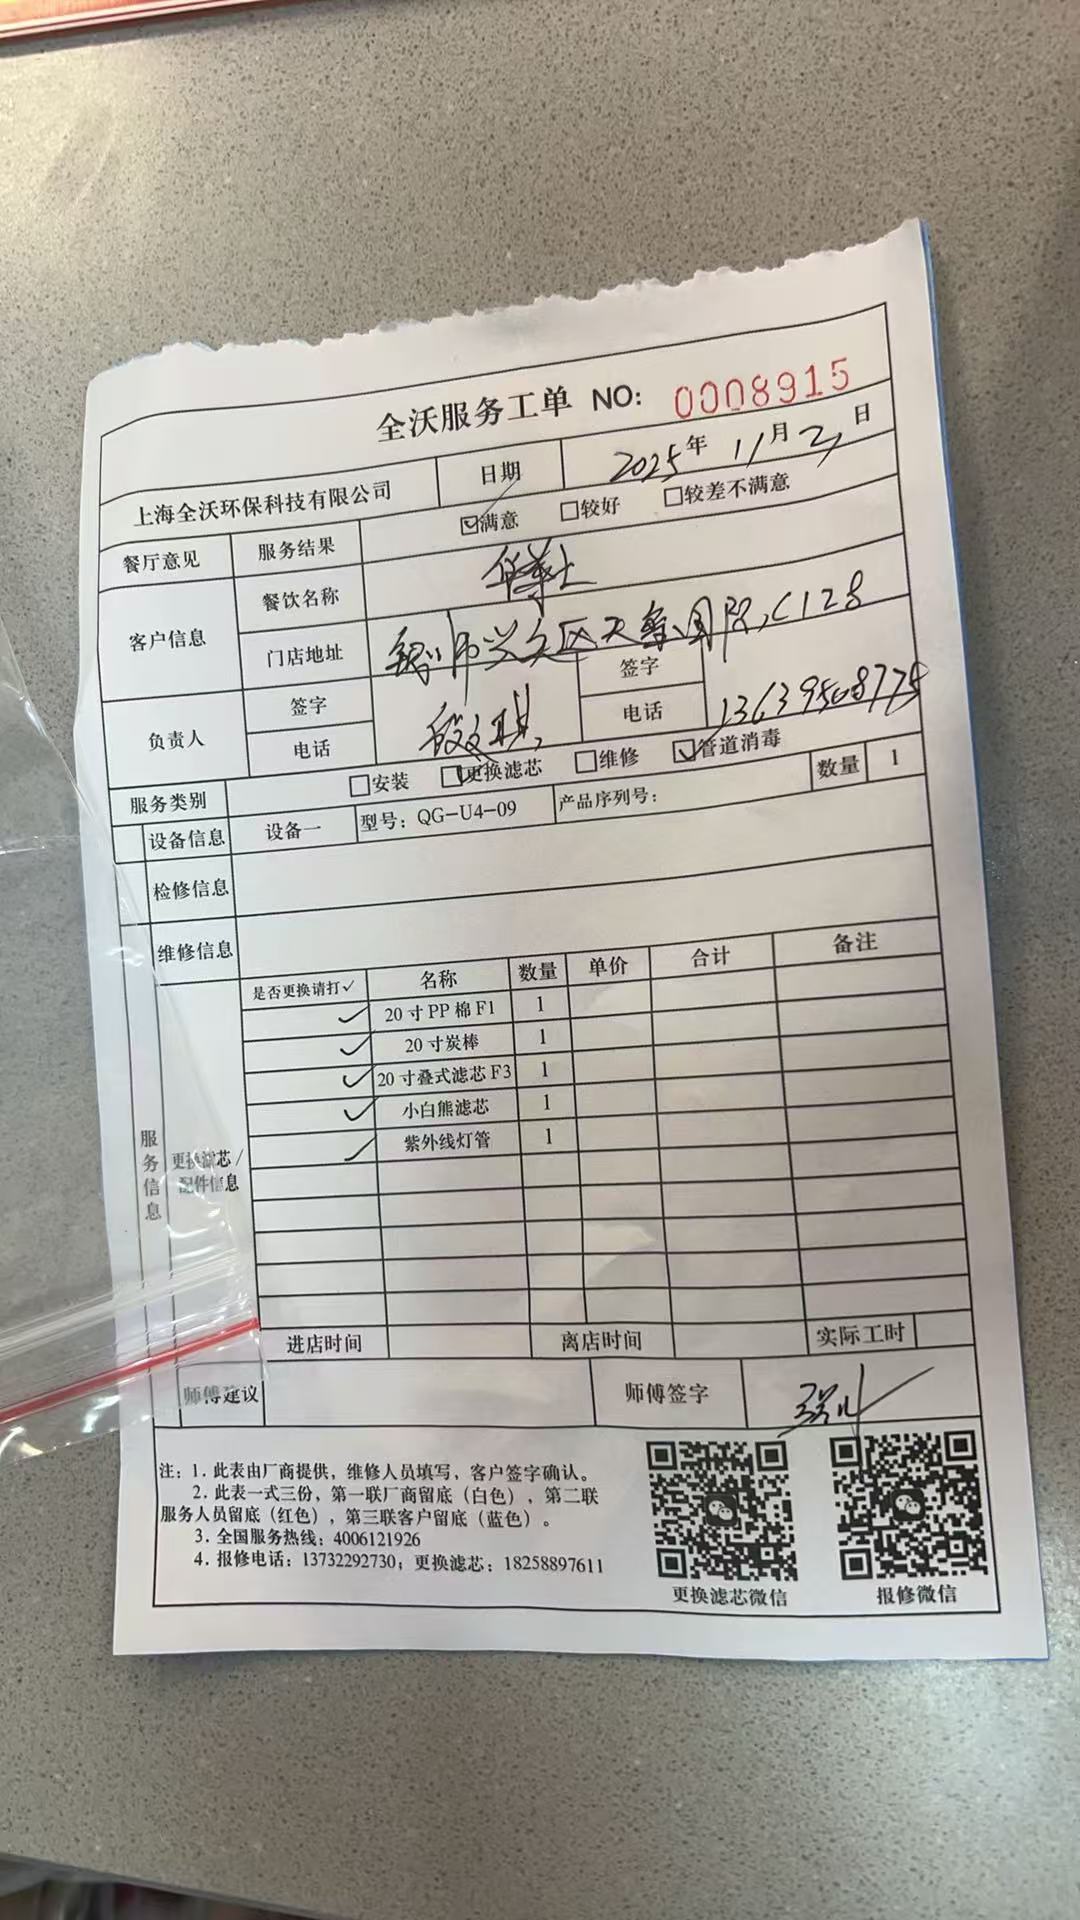 全沃服务工单 NO: 0008915
上海全沃环保科技有限公司 日期 2025年 11月 2日
餐厅意见 服务结果 ☑满意 □较好 □较差不满意
客户信息 餐饮名称 华莱士
门店地址 市兴文区天 C128
负责人 签字 签字
电话 电话 13639508775
服务类别 □安装 ☑更换滤芯 □维修 ☑管道消毒
设备信息 设备一 型号：QG-U4-09 产品序列号： 数量 1
检修信息
维修信息
服务信息
更换滤芯/
配件信息
是否更换请打✓ 名称 数量 单价 合计 备注
✓ 20寸PP棉F1 1
✓ 20寸炭棒 1
✓ 20寸叠式滤芯F3 1
✓ 小白熊滤芯 1
✓ 紫外线灯管 1
进店时间 离店时间 实际工时
师傅建议 师傅签字
注：1．此表由厂商提供，维修人员填写，客户签字确认。
2．此表一式三份，第一联厂商留底（白色），第二联
服务人员留底（红色），第三联客户留底（蓝色）。
3．全国服务热线：4006121926
4．报修电话：13732292730；更换滤芯：18258897611
更换滤芯微信 报修微信